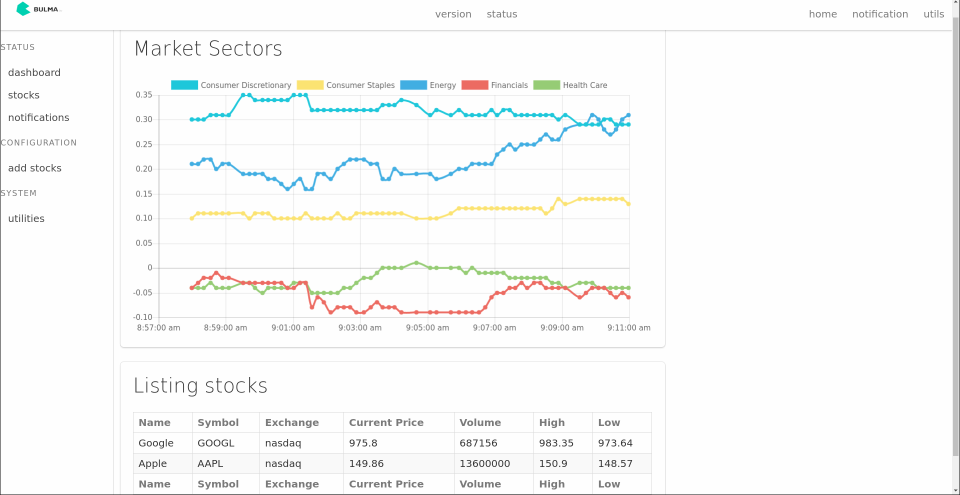 BULMA
version status
home notification utils
STATUS
dashboard
stocks
notifications
CONFIGURATION
add stocks
SYSTEM
utilities
Market Sectors
Consumer Discretionary Consumer Staples Energy Financials Health Care
0.35
0.30
0.25
0.20
0.15
0.10
0.05
0
-0.05
-0.10
8:57:00 am 8:59:00 am 9:01:00 am 9:03:00 am 9:05:00 am 9:07:00 am 9:09:00 am 9:11:00 am
Listing stocks
Name Symbol Exchange Current Price Volume High Low
Google GOOGL nasdaq 975.8 687156 983.35 973.64
Apple AAPL nasdaq 149.86 13600000 150.9 148.57
Name Symbol Exchange Current Price Volume High Low